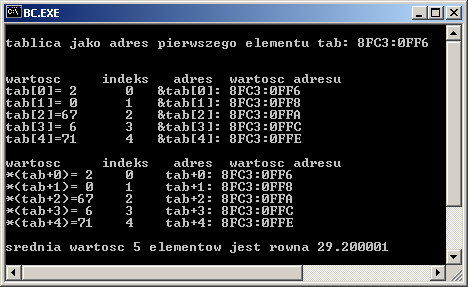 BC.EXE
tablica jako adres pierwszego elementu tab: 8FC3:0FF6
wartosc indeks adres wartosc adresu
tab[0]= 2 0 &tab[0]: 8FC3:0FF6
tab[1]= 0 1 &tab[1]: 8FC3:0FF8
tab[2]=67 2 &tab[2]: 8FC3:0FFA
tab[3]= 6 3 &tab[3]: 8FC3:0FFC
tab[4]=71 4 &tab[4]: 8FC3:0FFE
wartosc indeks adres wartosc adresu
*(tab+0)= 2 0 tab+0: 8FC3:0FF6
*(tab+1)= 0 1 tab+1: 8FC3:0FF8
*(tab+2)=67 2 tab+2: 8FC3:0FFA
*(tab+3)= 6 3 tab+3: 8FC3:0FFC
*(tab+4)=71 4 tab+4: 8FC3:0FFE
srednia wartosc 5 elementow jest rowna 29.200001